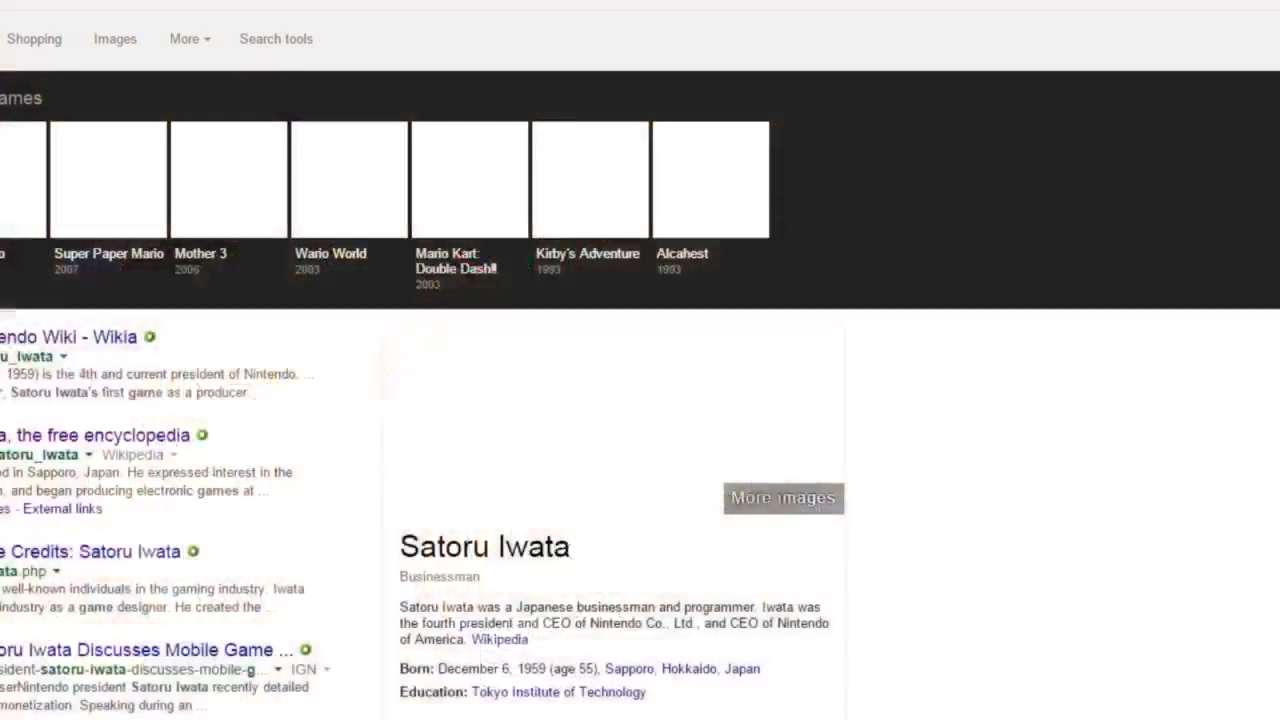 Shopping Images More Search tools
ames
o Super Paper Mario Mother 3 Wario World Mario Kart: Kirby's Adventure Alcahest
Double Dash!!
2007 2006 2003 1993 1993
2003
endo Wiki - Wikia
u_Iwata
1959) is the 4th and current president of Nintendo. ...
r, Satoru Iwata's first game as a producer
a, the free encyclopedia
atoru_Iwata Wikipedia
ed in Sapporo, Japan. He expressed interest in the
n, and began producing electronic games at ...
es - External links
e Credits: Satoru Iwata
ata.php
well-known individuals in the gaming industry. Iwata
industry as a game designer. He created the ...
oru Iwata Discusses Mobile Game ...
sident-satoru-iwata-discusses-mobile-g... IGN
serNintendo president Satoru Iwata recently detailed
monetization. Speaking during an ...
More images
Satoru Iwata
Businessman
Satoru Iwata was a Japanese businessman and programmer. Iwata was
the fourth president and CEO of Nintendo Co., Ltd., and CEO of Nintendo
of America. Wikipedia
Born: December 6, 1959 (age 55), Sapporo, Hokkaido, Japan
Education: Tokyo Institute of Technology